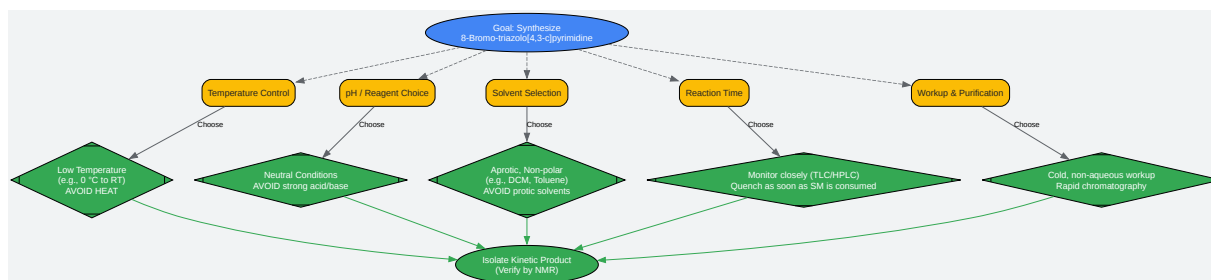 Goal: Synthesize
8-Bromo-triazolo[4,3-c]pyrimidine
Temperature Control
pH / Reagent Choice
Solvent Selection
Reaction Time
Workup & Purification
Choose
Choose
Choose
Choose
Choose
Low Temperature
(e.g., 0 °C to RT)
AVOID HEAT
Neutral Conditions
AVOID strong acid/base
Aprotic, Non-polar
(e.g., DCM, Toluene)
AVOID protic solvents
Monitor closely (TLC/HPLC)
Quench as soon as SM is consumed
Cold, non-aqueous workup
Rapid chromatography
Isolate Kinetic Product
(Verify by NMR)